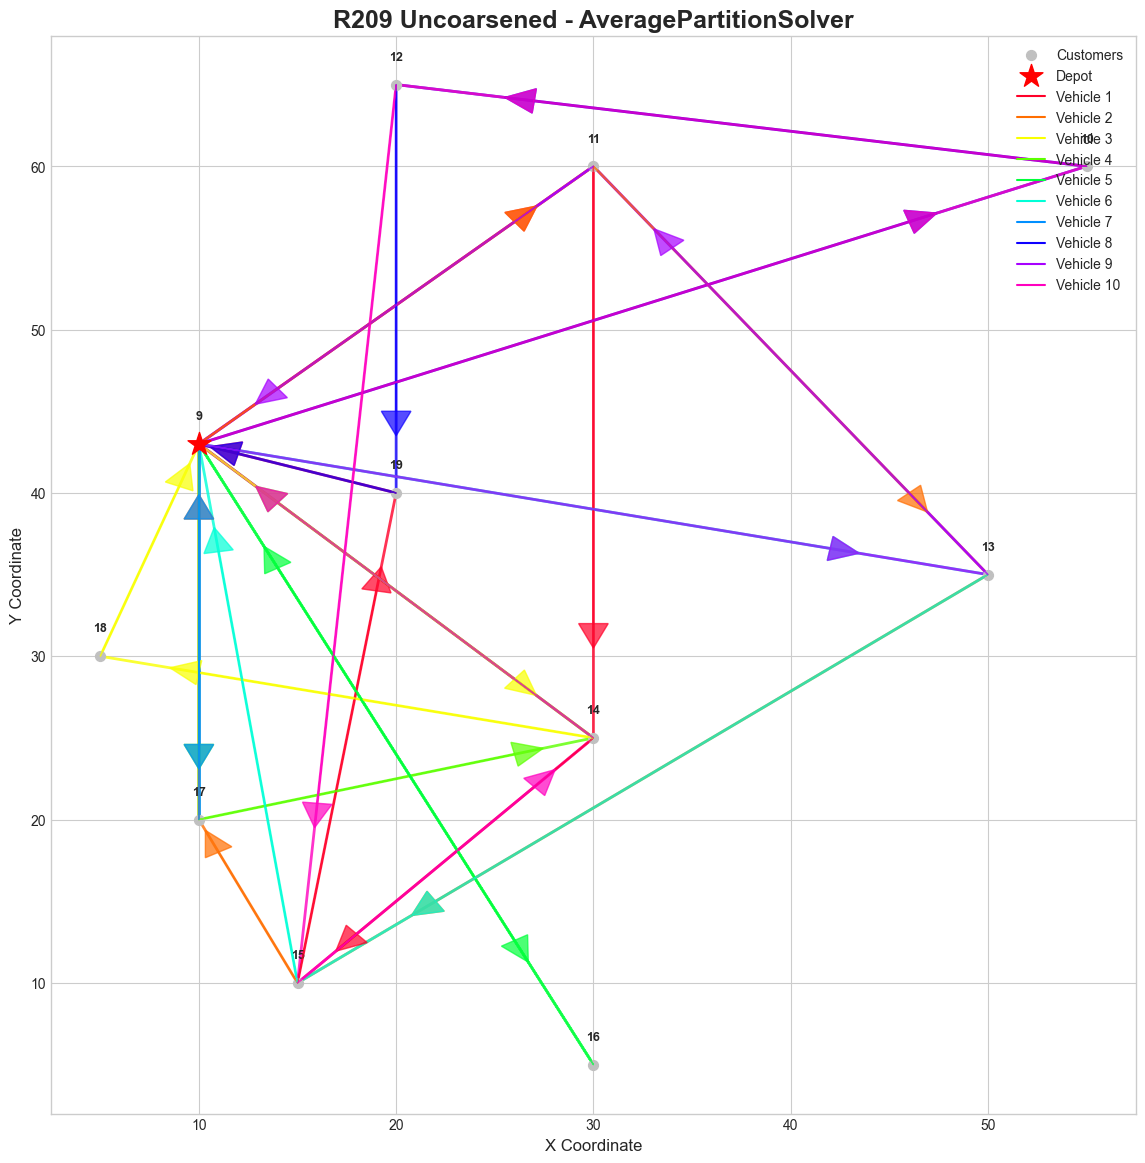 R209 Uncoarsened - AveragePartitionSolver
Customers
Depot
Vehicle 1
Vehicle 2
Vehicle 3
Vehicle 4
Vehicle 5
Vehicle 6
Vehicle 7
Vehicle 8
Vehicle 9
Vehicle 10
12
11
10
9
19
13
18
14
17
15
16
60
50
40
30
20
10
Y Coordinate
10
20
30
40
50
X Coordinate